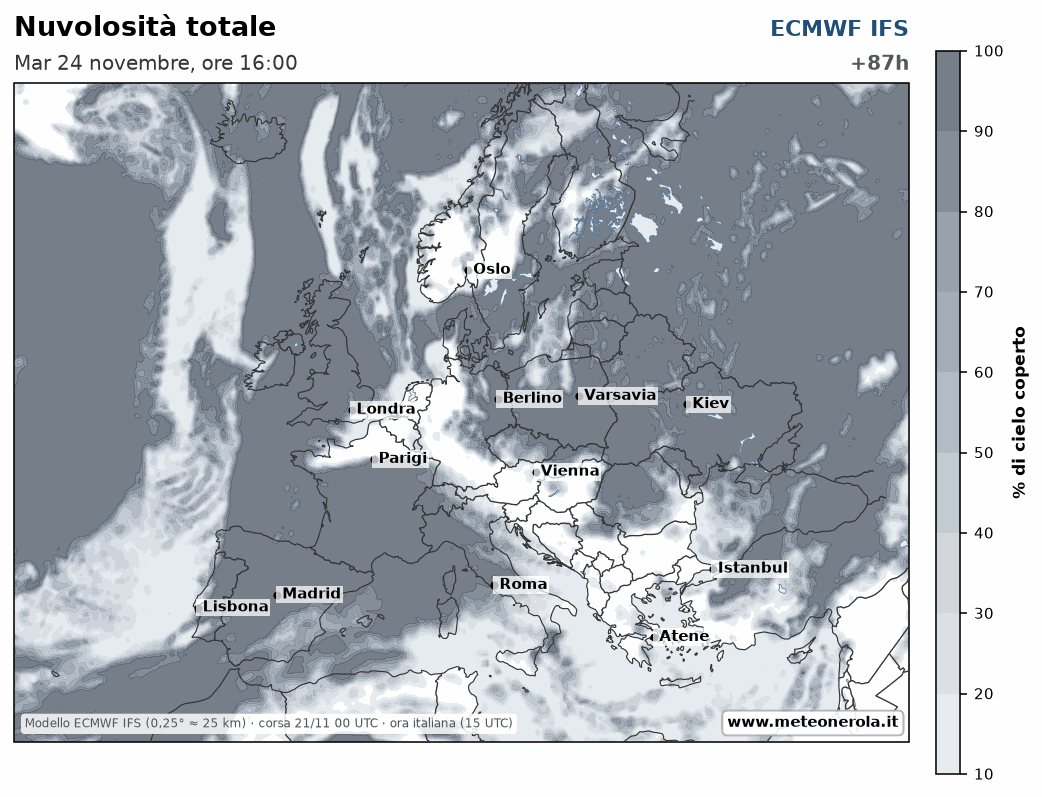 Nuvolosità totale
ECMWF IFS
Mar 24 novembre, ore 16:00
+87h
Oslo
Londra
Berlino
Varsavia
Kiev
Parigi
Vienna
Istanbul
Roma
Madrid
Lisbona
Atene
Modello ECMWF IFS (0,25° ≈ 25 km) · corsa 21/11 00 UTC · ora italiana (15 UTC)
www.meteonerola.it
100
90
80
70
60
50
40
30
20
10
% di cielo coperto